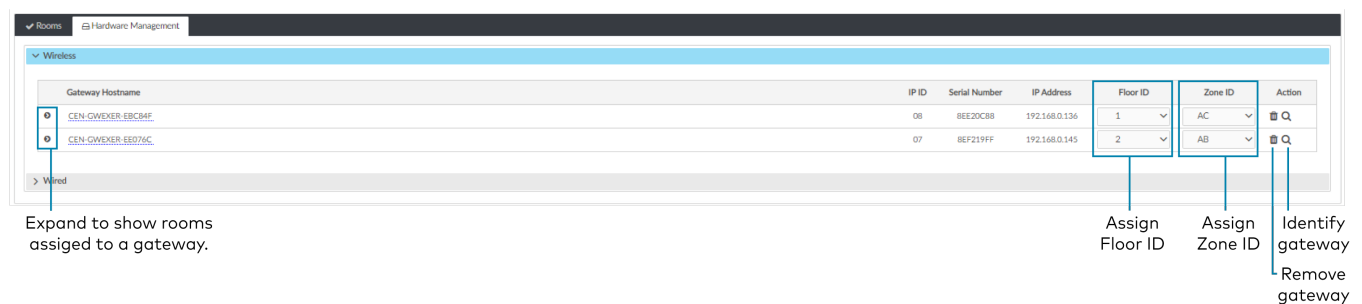 Rooms
Hardware Management
Wireless
Gateway Hostname IP ID Serial Number IP Address Floor ID Zone ID Action
CEN-GWEXER-EBC84F 08 8EE20C88 192.168.0.136 1 AC
CEN-GWEXER-EE076C 07 8EF219FF 192.168.0.145 2 AB
Wired
Expand to show rooms
assiged to a gateway.
Assign
Floor ID
Assign
Zone ID
Identify
gateway
Remove
gateway